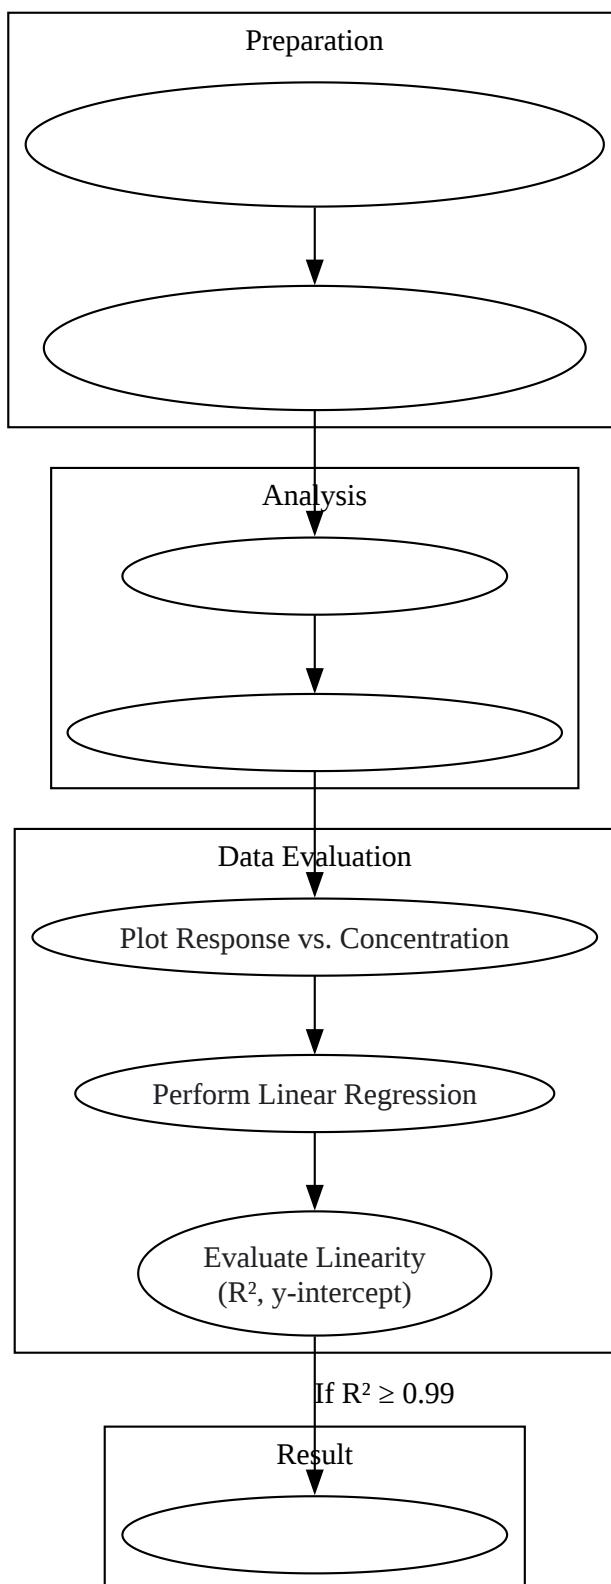 Preparation
Analysis
Data Evaluation
Plot Response vs. Concentration
Perform Linear Regression
Evaluate Linearity
(R², y-intercept)
If R² ≥ 0.99
Result